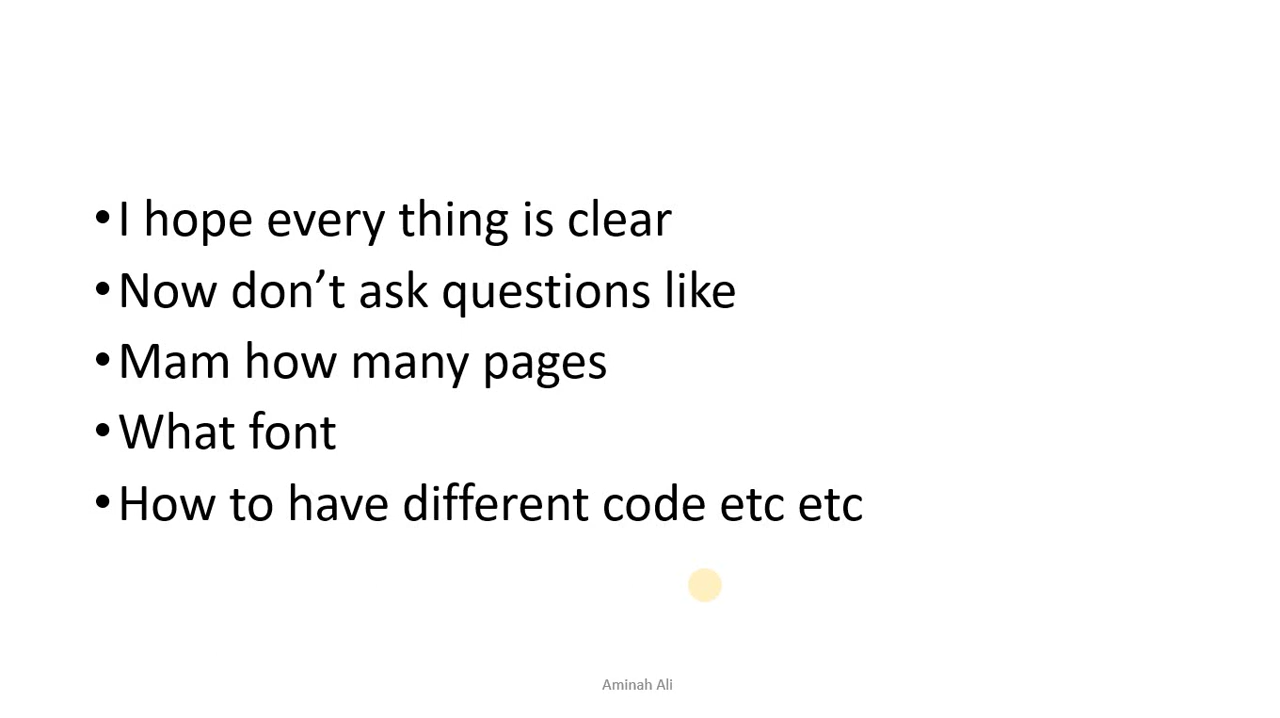 •I hope every thing is clear
•Now don’t ask questions like
•Mam how many pages
•What font
•How to have different code etc etc
Aminah Ali